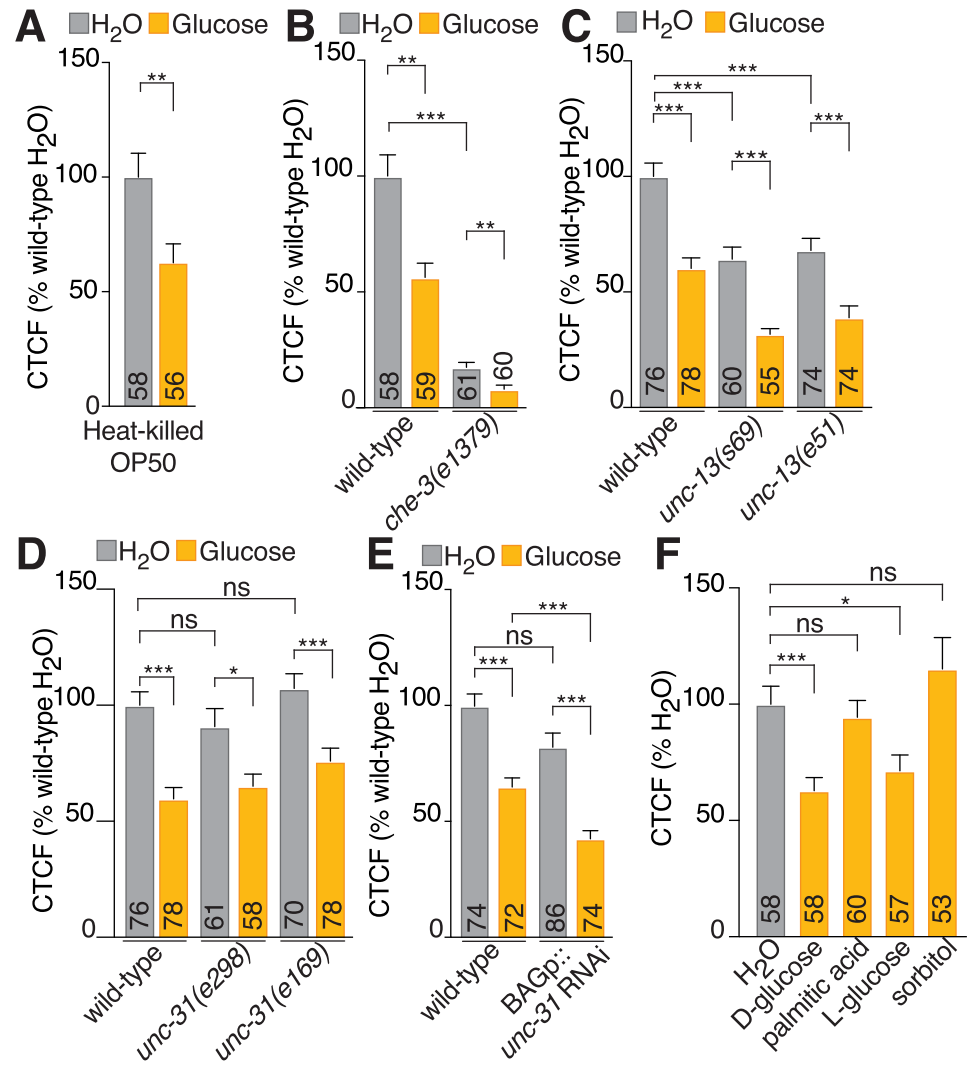 A
H2O Glucose
CTCF (% wild-type H2O)
150
100
50
0
**
58 56
Heat-killed
OP50
B
H2O Glucose
CTCF (% wild-type H2O)
150
100
50
0
**
***
**
58 59 61 60
wild-type
che-3(e1379)
C
H2O Glucose
CTCF (% wild-type H2O)
150
100
50
0
***
***
***
***
***
76 78 60 55 74 74
wild-type
unc-13(s69)
unc-13(e51)
D
H2O Glucose
CTCF (% wild-type H2O)
150
100
50
0
ns
ns
***
*
***
76 78 61 58 70 78
wild-type
unc-31(e298)
unc-31(e169)
E
H2O Glucose
CTCF (% wild-type H2O)
150
100
50
0
***
ns
***
***
74 72 86 74
wild-type
BAGp::
unc-31 RNAi
F
CTCF (% H2O)
150
100
50
0
ns
*
ns
***
58 58 60 57 53
H2O
D-glucose
palmitic acid
L-glucose
sorbitol